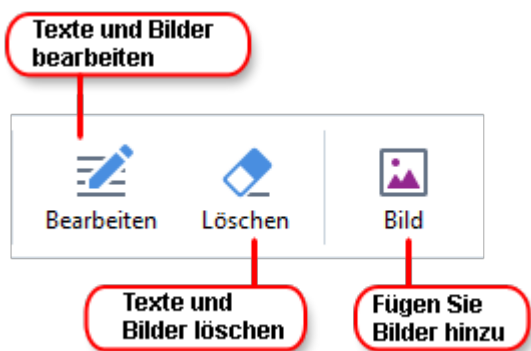 Texte und Bilder
bearbeiten
Bearbeiten
Löschen
Bild
Texte und
Bilder löschen
Fügen Sie
Bilder hinzu